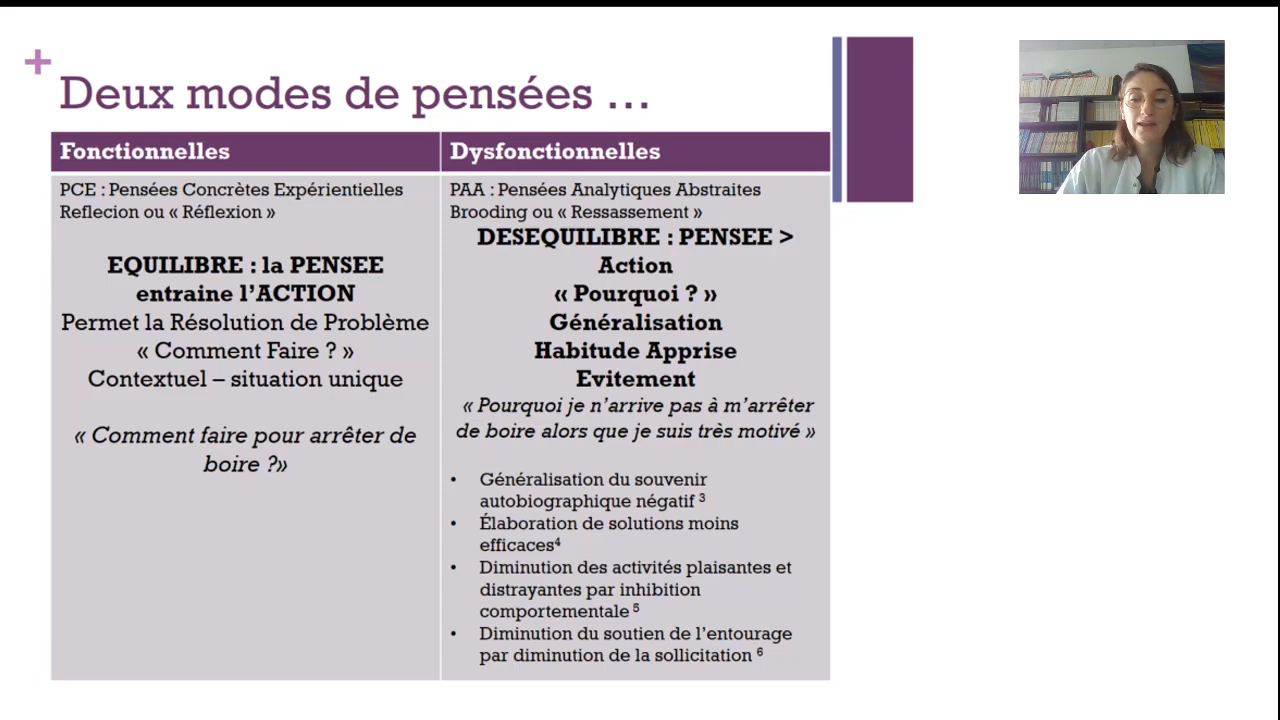 +
Deux modes de pensées …
Fonctionnelles
PCE : Pensées Concrètes Expérientielles
Reflecion ou « Réflexion »
EQUILIBRE : la PENSEE
entraine l’ACTION
Permet la Résolution de Problème
« Comment Faire ? »
Contextuel – situation unique
« Comment faire pour arrêter de
boire ?»
Dysfonctionnelles
PAA : Pensées Analytiques Abstraites
Brooding ou « Ressassement »
DESEQUILIBRE : PENSEE >
Action
« Pourquoi ? »
Généralisation
Habitude Apprise
Evitement
« Pourquoi je n’arrive pas à m’arrêter
de boire alors que je suis très motivé »
• Généralisation du souvenir
autobiographique négatif ³
• Élaboration de solutions moins
efficaces⁴
• Diminution des activités plaisantes et
distrayantes par inhibition
comportementale ⁵
• Diminution du soutien de l’entourage
par diminution de la sollicitation ⁶